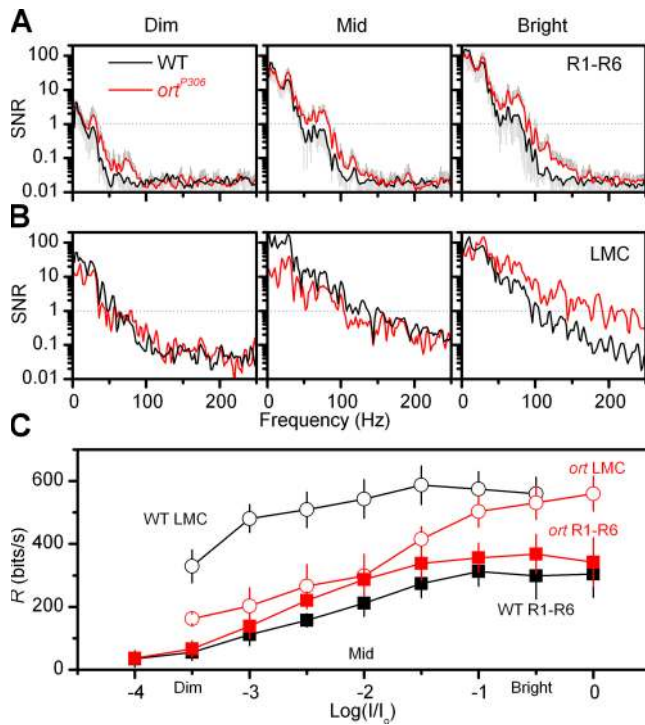 A
Dim
Mid
Bright
WT
ort^P306
R1-R6
SNR
100
10
1
0.1
0.01
B
LMC
SNR
100
10
1
0.1
0.01
0 100 200 0 100 200 0 100 200
Frequency (Hz)
C
R (bits/s)
600
400
200
0
WT LMC
ort LMC
ort R1-R6
WT R1-R6
Dim
Mid
Bright
-4 -3 -2 -1 0
Log(I/I₀)